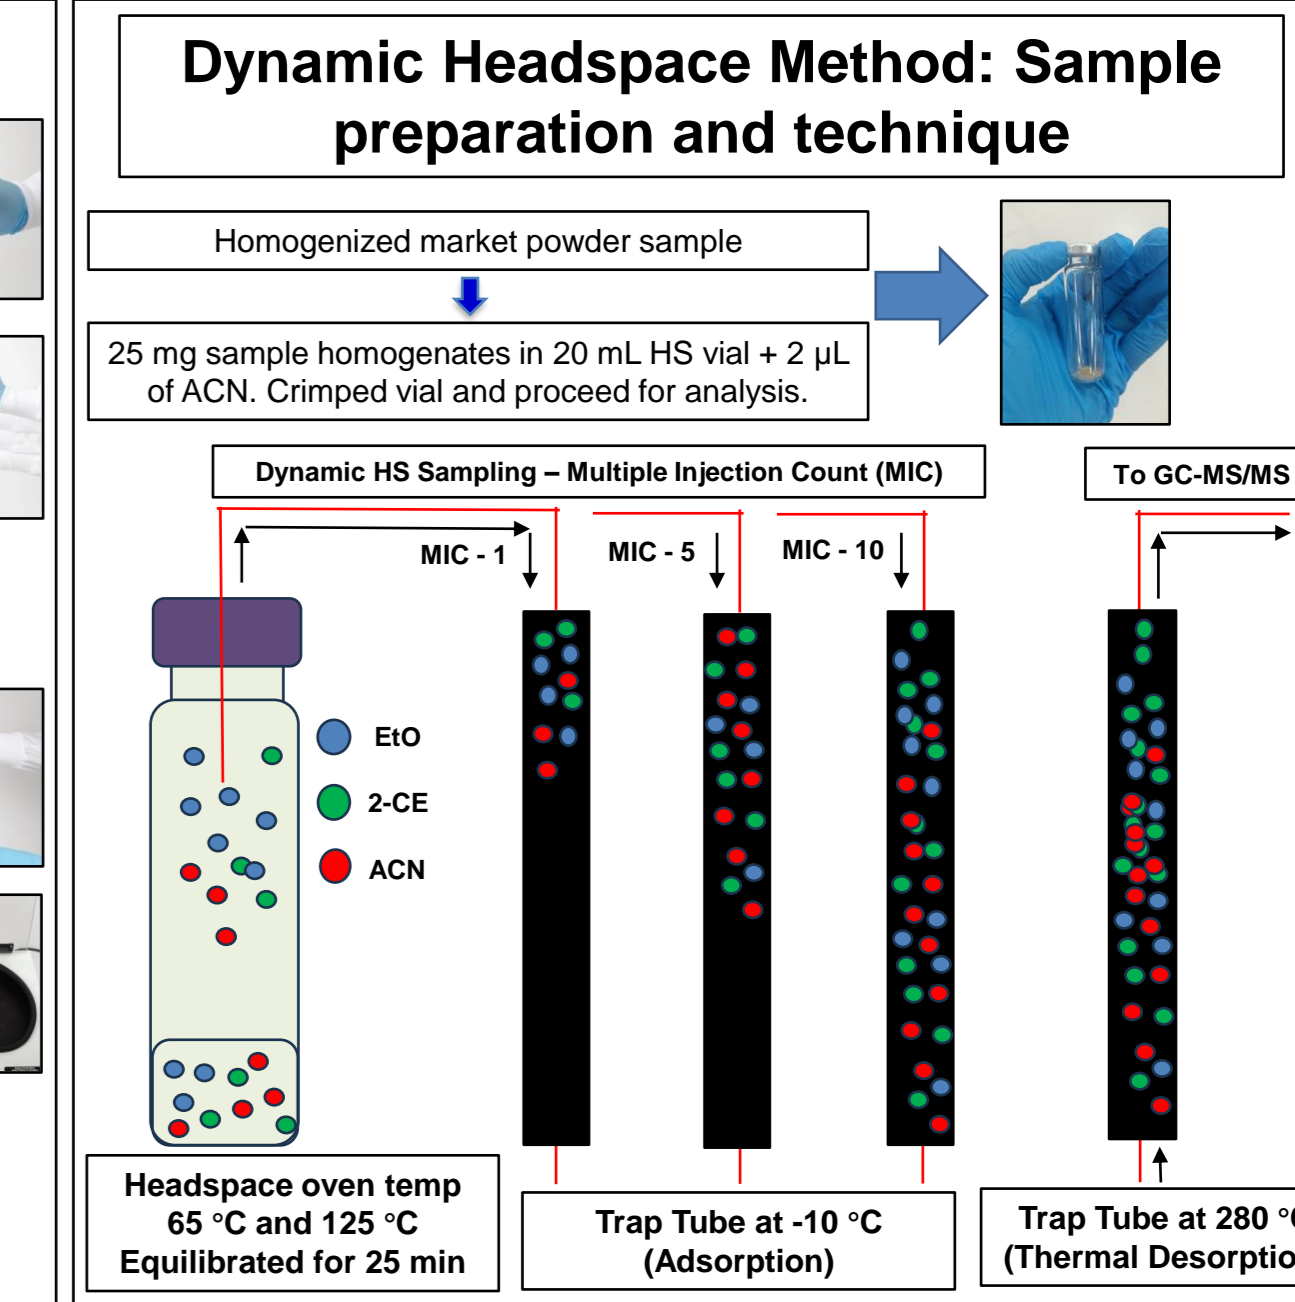 Dynamic Headspace Method: Sample
preparation and technique
Homogenized market powder sample
25 mg sample homogenates in 20 mL HS vial + 2 µL
of ACN. Crimped vial and proceed for analysis.
Dynamic HS Sampling – Multiple Injection Count (MIC)
To GC-MS/MS
MIC - 1
MIC - 5
MIC - 10
EtO
2-CE
ACN
Headspace oven temp
65 °C and 125 °C
Equilibrated for 25 min
Trap Tube at -10 °C
(Adsorption)
Trap Tube at 280 °C
(Thermal Desorptio